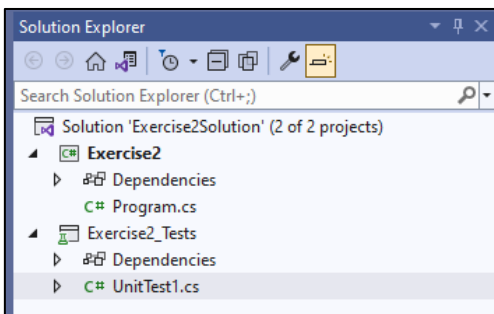 Solution Explorer
Search Solution Explorer (Ctrl+;)
Solution 'Exercise2Solution' (2 of 2 projects)
C# Exercise2
Dependencies
C# Program.cs
Exercise2_Tests
Dependencies
C# UnitTest1.cs